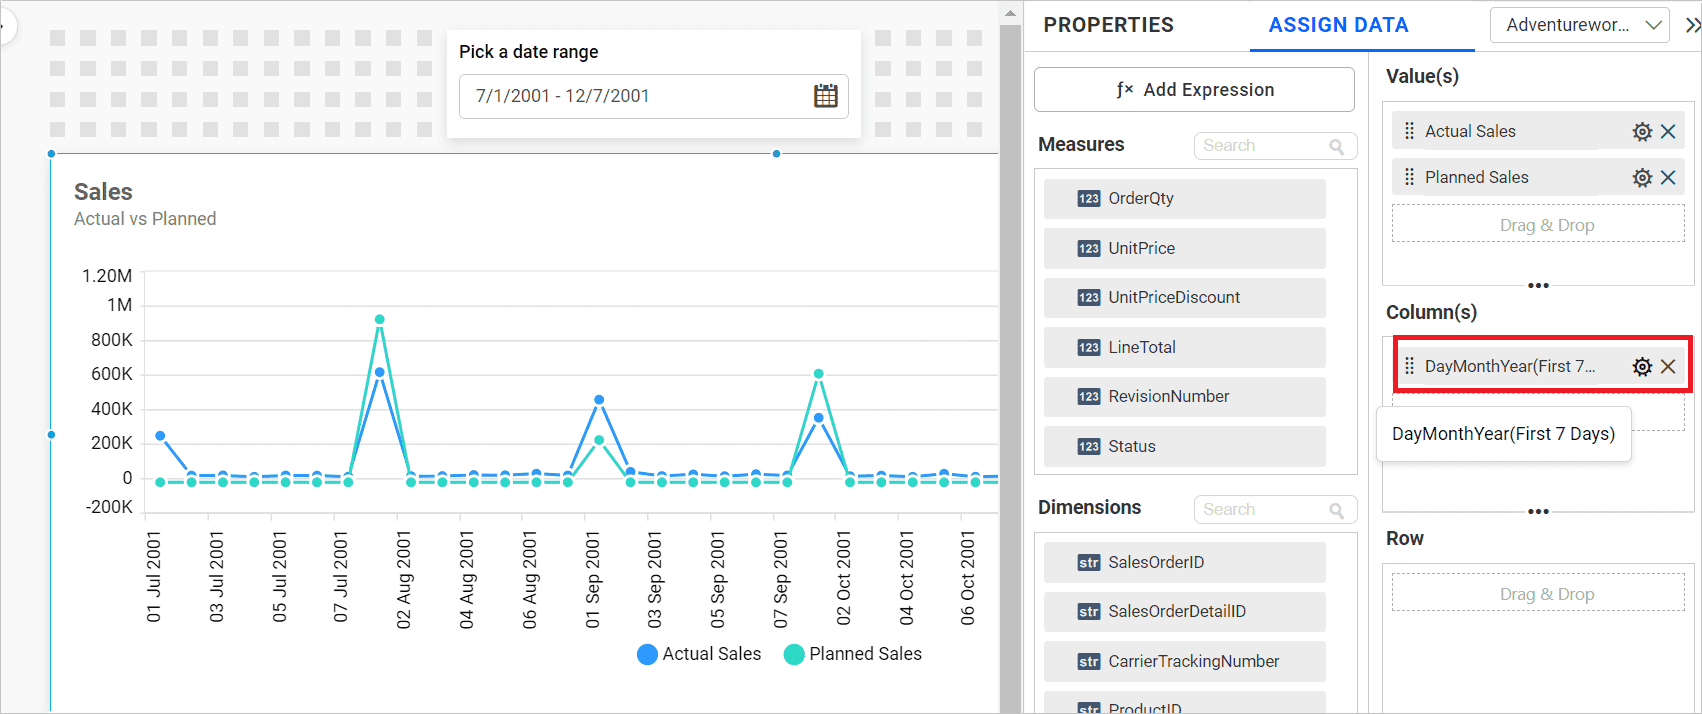 Pick a date range
7/1/2001 - 12/7/2001
Sales
Actual vs Planned
1.20M
1M
800K
600K
400K
200K
0
-200K
01 Jul 2001
03 Jul 2001
05 Jul 2001
07 Jul 2001
02 Aug 2001
04 Aug 2001
06 Aug 2001
01 Sep 2001
03 Sep 2001
05 Sep 2001
07 Sep 2001
02 Oct 2001
04 Oct 2001
06 Oct 2001
Actual Sales
Planned Sales
PROPERTIES
ASSIGN DATA
Adventurewor...
ƒ× Add Expression
Measures
Search
123 OrderQty
123 UnitPrice
123 UnitPriceDiscount
123 LineTotal
123 RevisionNumber
123 Status
Dimensions
Search
str SalesOrderID
str SalesOrderDetailID
str CarrierTrackingNumber
str ProductID
Value(s)
Actual Sales
Planned Sales
Drag & Drop
Column(s)
DayMonthYear(First 7...
DayMonthYear(First 7 Days)
Row
Drag & Drop